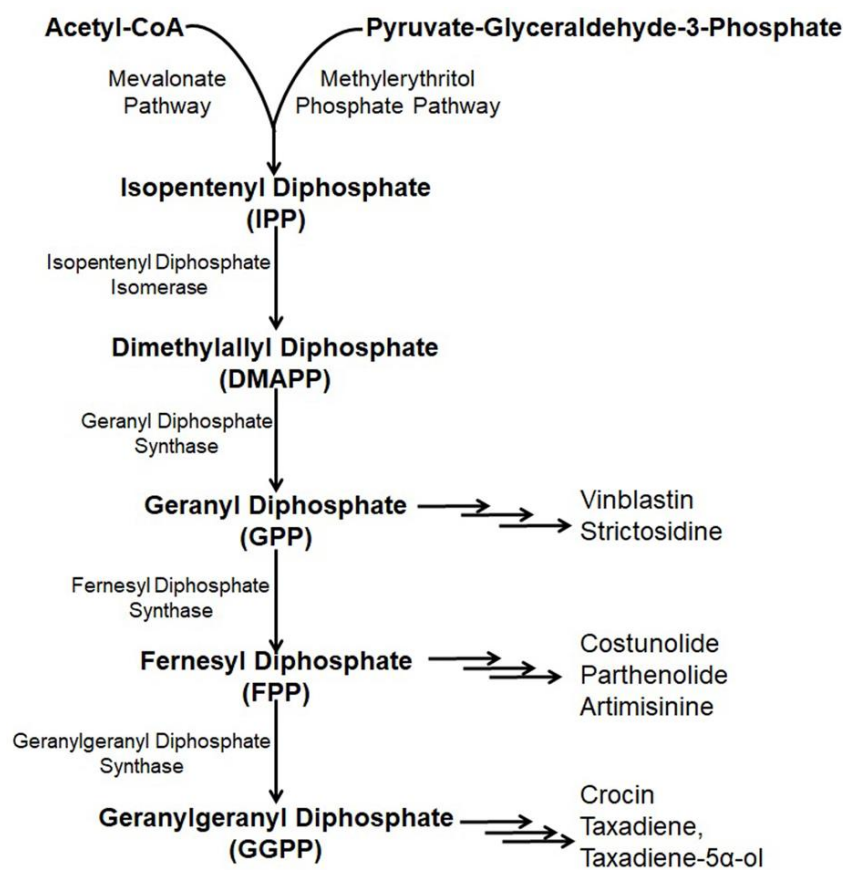 Acetyl-CoA
Pyruvate-Glyceraldehyde-3-Phosphate
Mevalonate
Pathway
Methylerythritol
Phosphate Pathway
Isopentenyl Diphosphate
(IPP)
Isopentenyl Diphosphate
Isomerase
Dimethylallyl Diphosphate
(DMAPP)
Geranyl Diphosphate
Synthase
Geranyl Diphosphate
(GPP)
Vinblastin
Strictosidine
Fernesyl Diphosphate
Synthase
Fernesyl Diphosphate
(FPP)
Costunolide
Parthenolide
Artimisinine
Geranylgeranyl Diphosphate
Synthase
Geranylgeranyl Diphosphate
(GGPP)
Crocin
Taxadiene,
Taxadiene-5α-ol